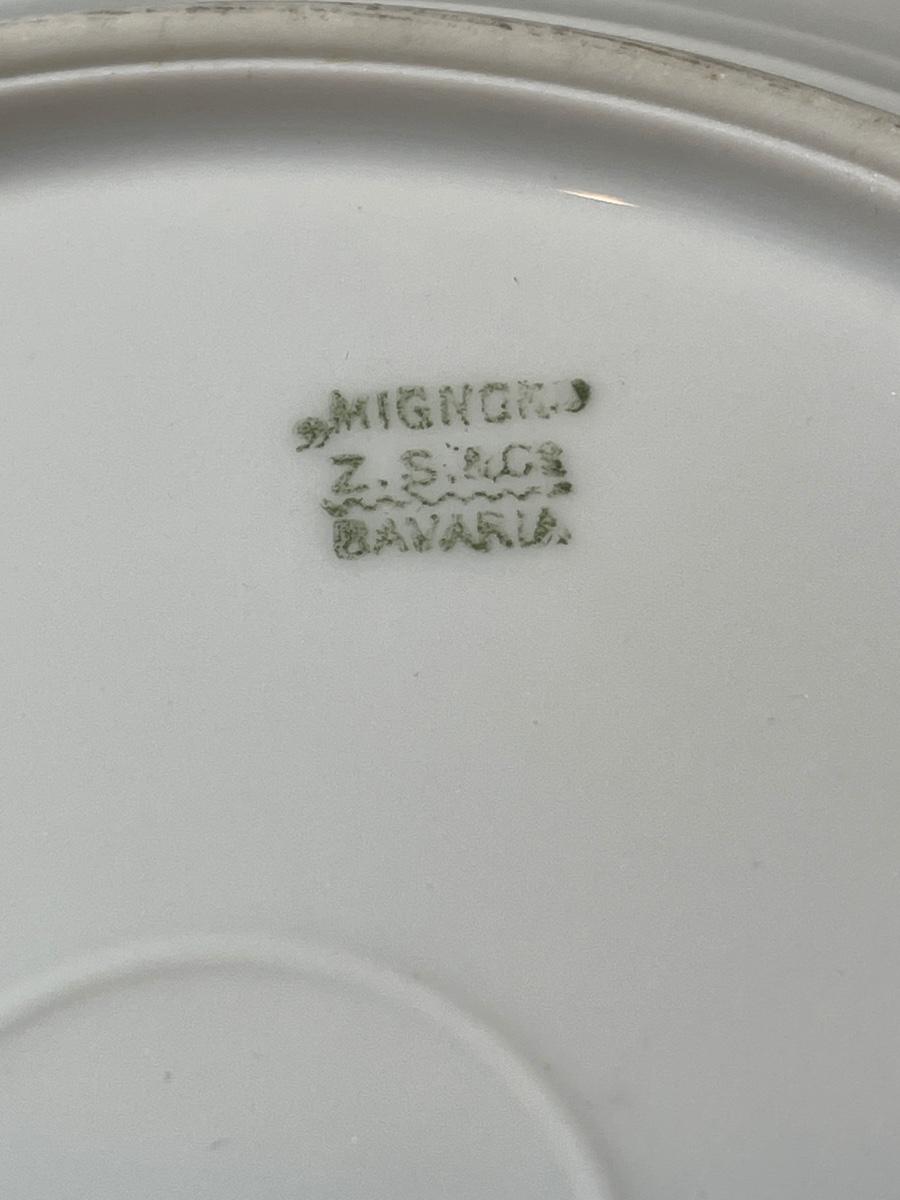 „MIGNON"
Z. S. & Co
BAVARIA